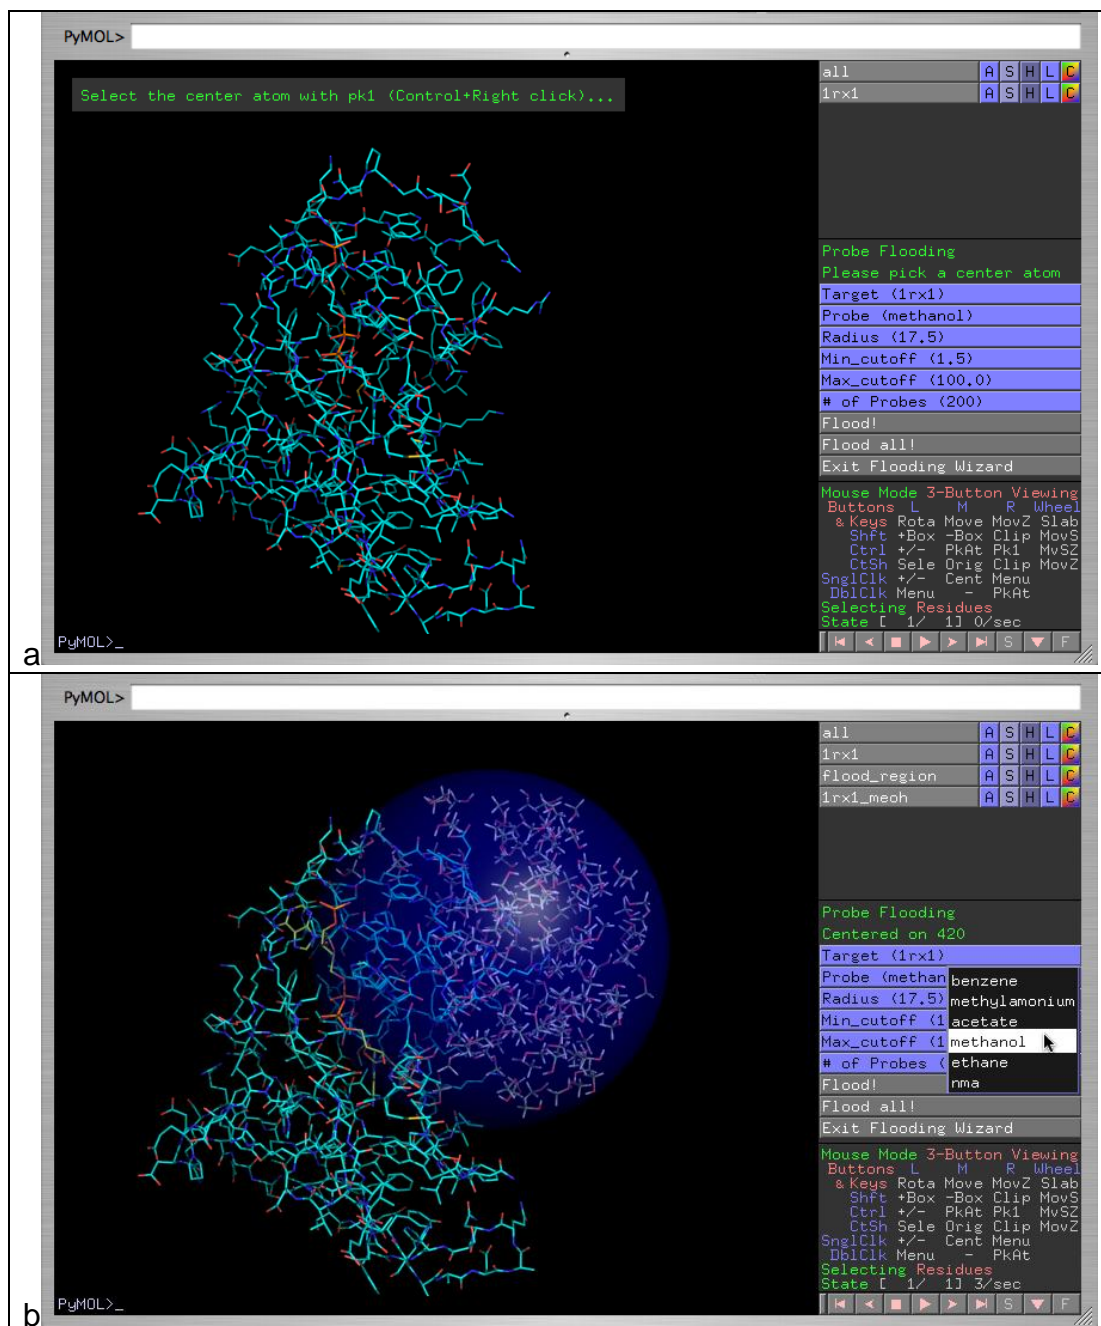 PyMOL>
Select the center atom with pk1 (Control+Right click)...
all A S H L C
1rx1 A S H L C
Probe Flooding
Please pick a center atom
Target (1rx1)
Probe (methanol)
Radius (17.5)
Min_cutoff (1.5)
Max_cutoff (100.0)
# of Probes (200)
Flood!
Flood all!
Exit Flooding Wizard
Mouse Mode 3-Button Viewing
Buttons L M R Wheel
& Keys Rota Move MovZ Slab
Shft +Box -Box Clip MovS
Ctrl +/- PkAt Pk1 MvSZ
CtSh Sele Orig Clip MovZ
SnglClk +/- Cent Menu
DblClk Menu - PkAt
Selecting Residues
State [ 1/ 1] 0/sec
PyMOL>_
S F
a
PyMOL>
all A S H L C
1rx1 A S H L C
flood_region A S H L C
1rx1_meoh A S H L C
Probe Flooding
Centered on 420
Target (1rx1)
Probe (methan
Radius (17.5)
Min_cutoff (1
Max_cutoff (1
# of Probes (
benzene
methylamonium
acetate
methanol
ethane
nma
Flood!
Flood all!
Exit Flooding Wizard
Mouse Mode 3-Button Viewing
Buttons L M R Wheel
& Keys Rota Move MovZ Slab
Shft +Box -Box Clip MovS
Ctrl +/- PkAt Pk1 MvSZ
CtSh Sele Orig Clip MovZ
SnglClk +/- Cent Menu
DblClk Menu - PkAt
Selecting Residues
State [ 1/ 1] 3/sec
PyMOL>_
S F
b